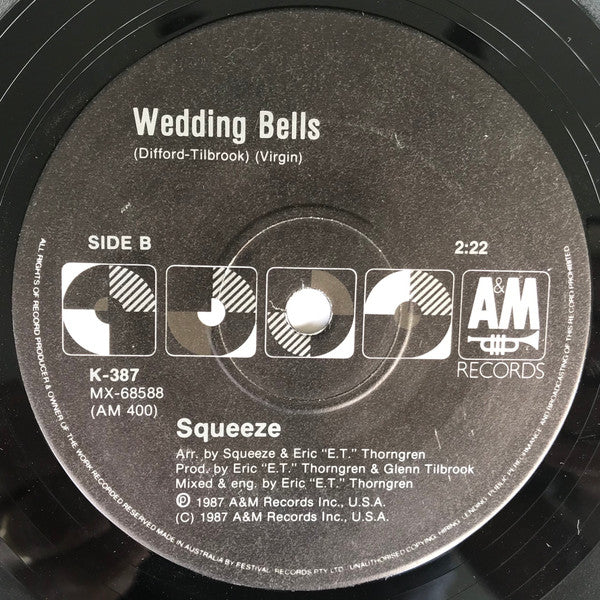 Wedding Bells
(Difford-Tilbrook) (Virgin)
SIDE B
2:22
&
A&M
RECORDS
K-387
MX-68588
(AM 400)
Squeeze
Arr. by Squeeze & Eric "E.T." Thorngren
Prod. by Eric "E.T." Thorngren & Glenn Tilbrook
Mixed & eng. by Eric "E.T." Thorngren
Ⓟ 1987 A&M Records Inc., U.S.A.
(C) 1987 A&M Records Inc., U.S.A.
ALL RIGHTS OF RECORD PRODUCER & OWNER OF THE WORK RECORDED RESERVED MADE IN AUSTRALIA BY FESTIVAL RECORDS PTY LTD. UNAUTHORISED COPYING, HIRING, LENDING, PUBLIC PERFORMANCE AND BROADCASTING OF THIS RECORD PROHIBITED